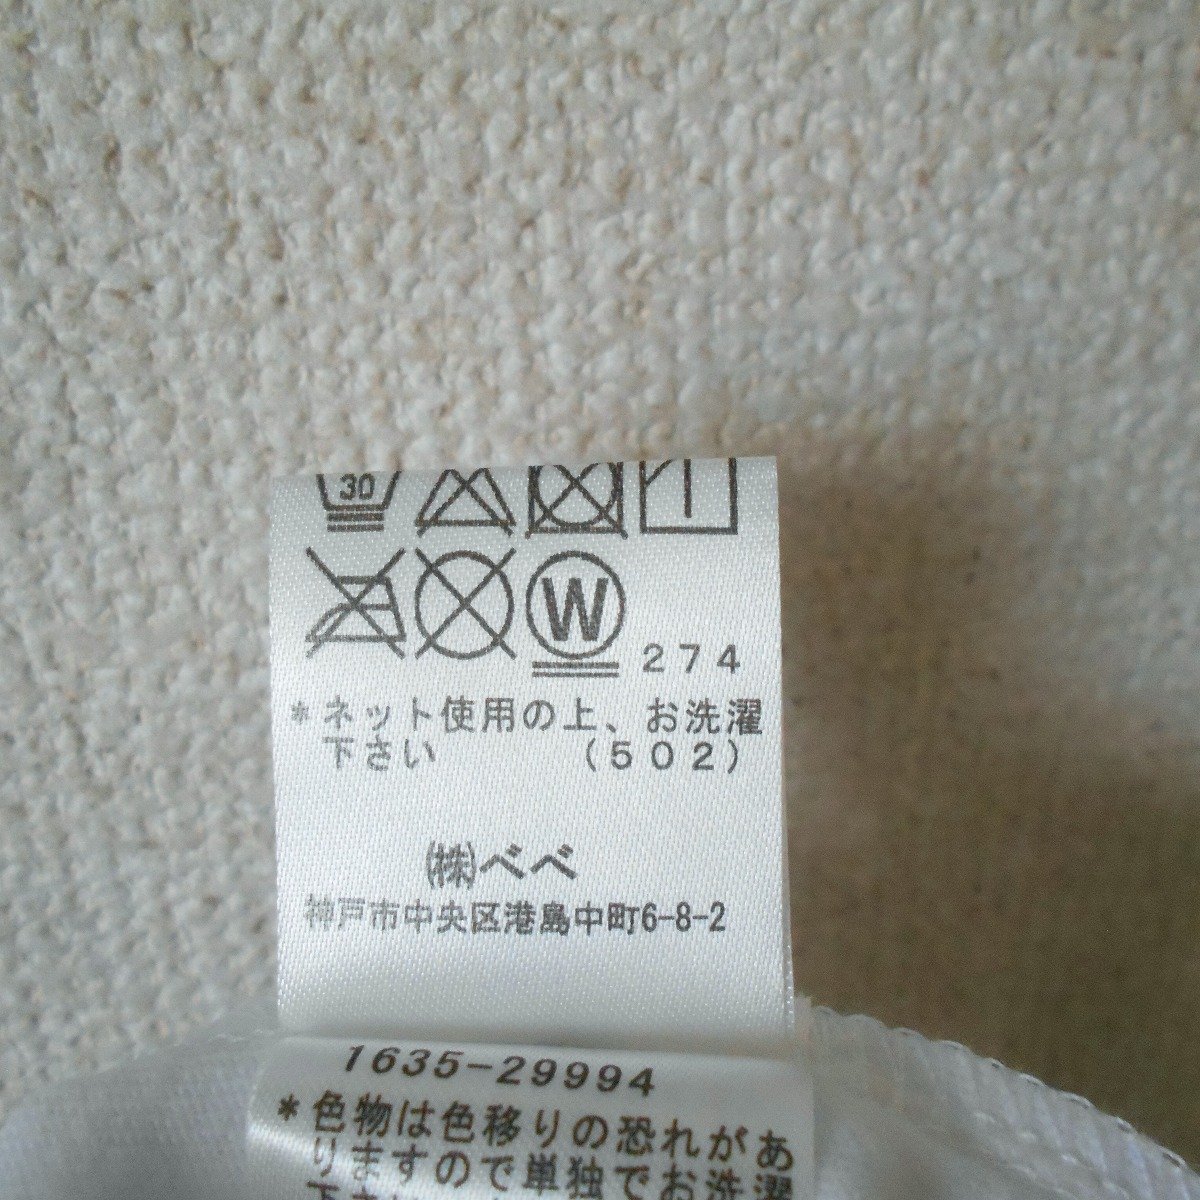 30
W 274
*ネット使用の上、お洗濯
下さい (502)
㈱べべ
神戸市中央区港島中町6-8-2
1635-29994
*色物は色移りの恐れがあ
りますので単独でお洗濯
下さ